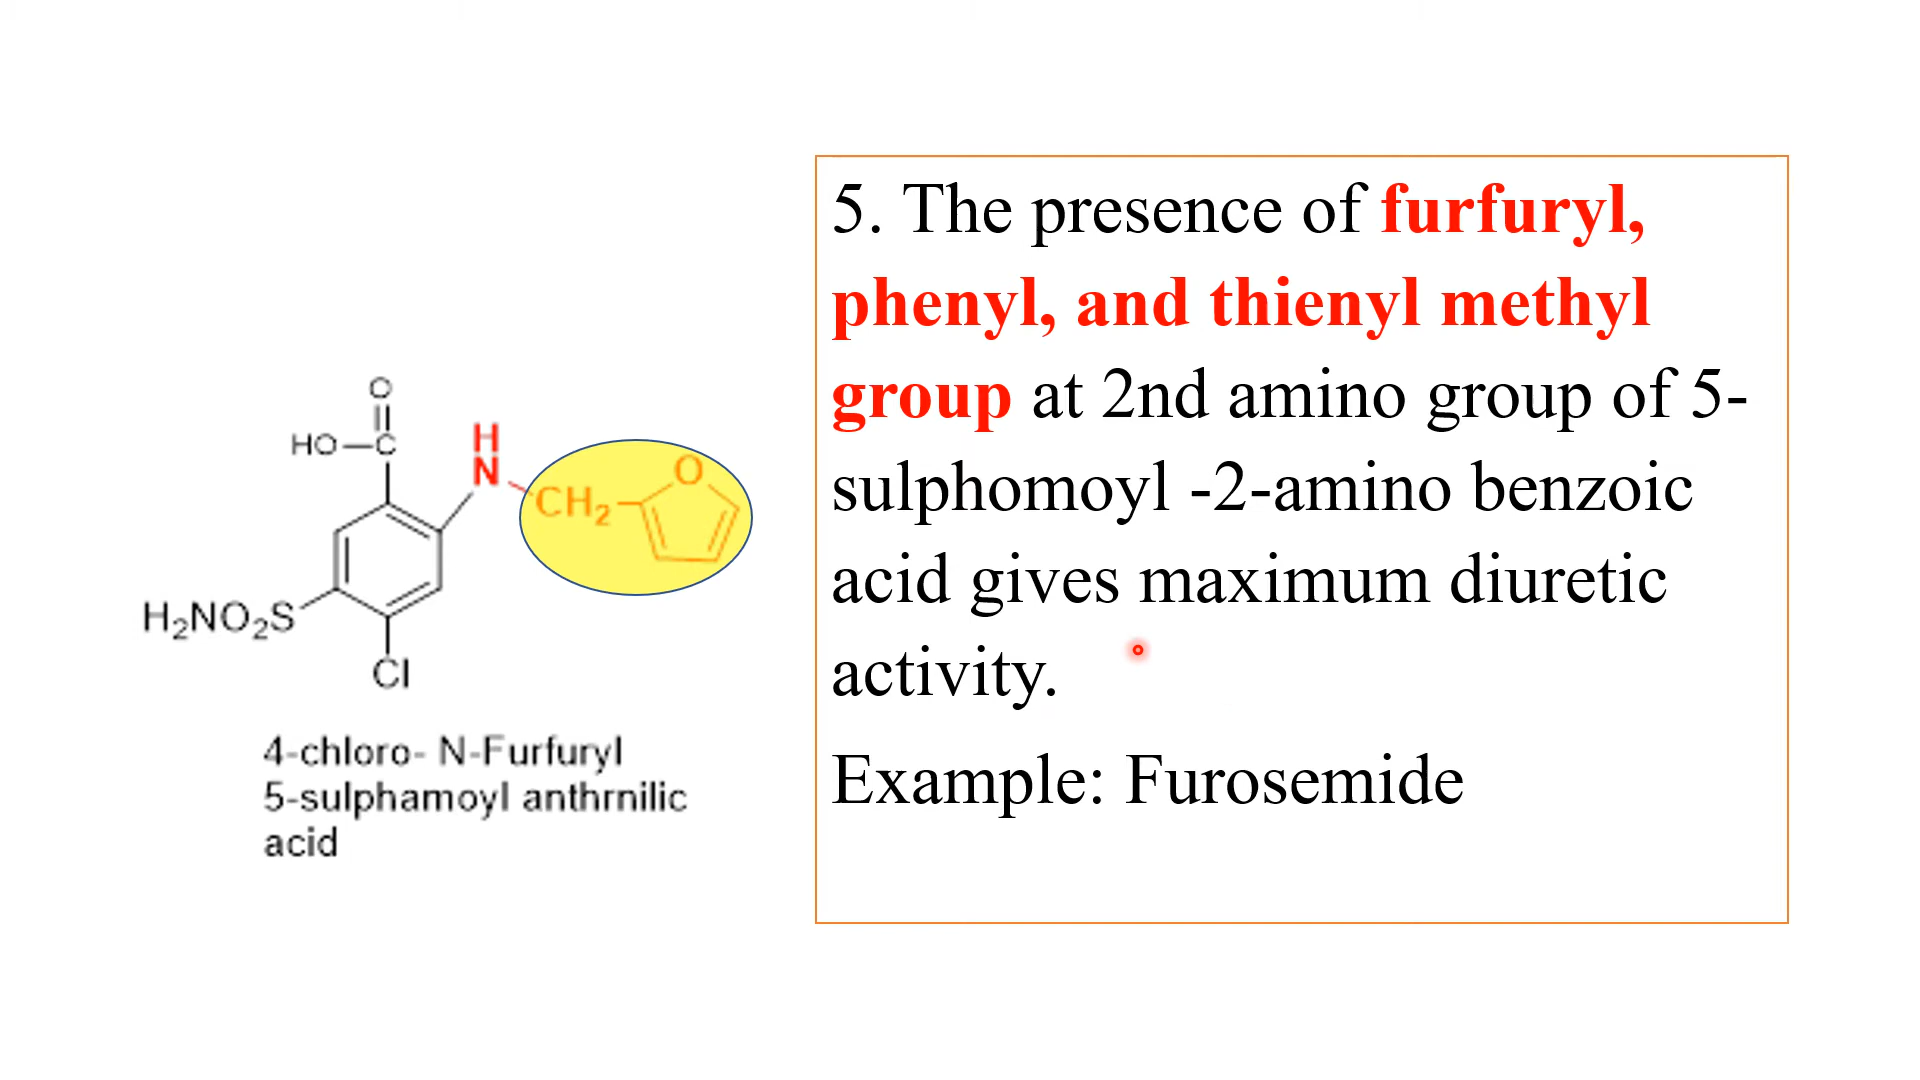 O
HO
C
H
N
CH2
O
H2NO2S
Cl
4-chloro- N-Furfuryl
5-sulphamoyl anthrnilic
acid
5. The presence of furfuryl,
phenyl, and thienyl methyl
group at 2nd amino group of 5-
sulphomoyl -2-amino benzoic
acid gives maximum diuretic
activity.
Example: Furosemide